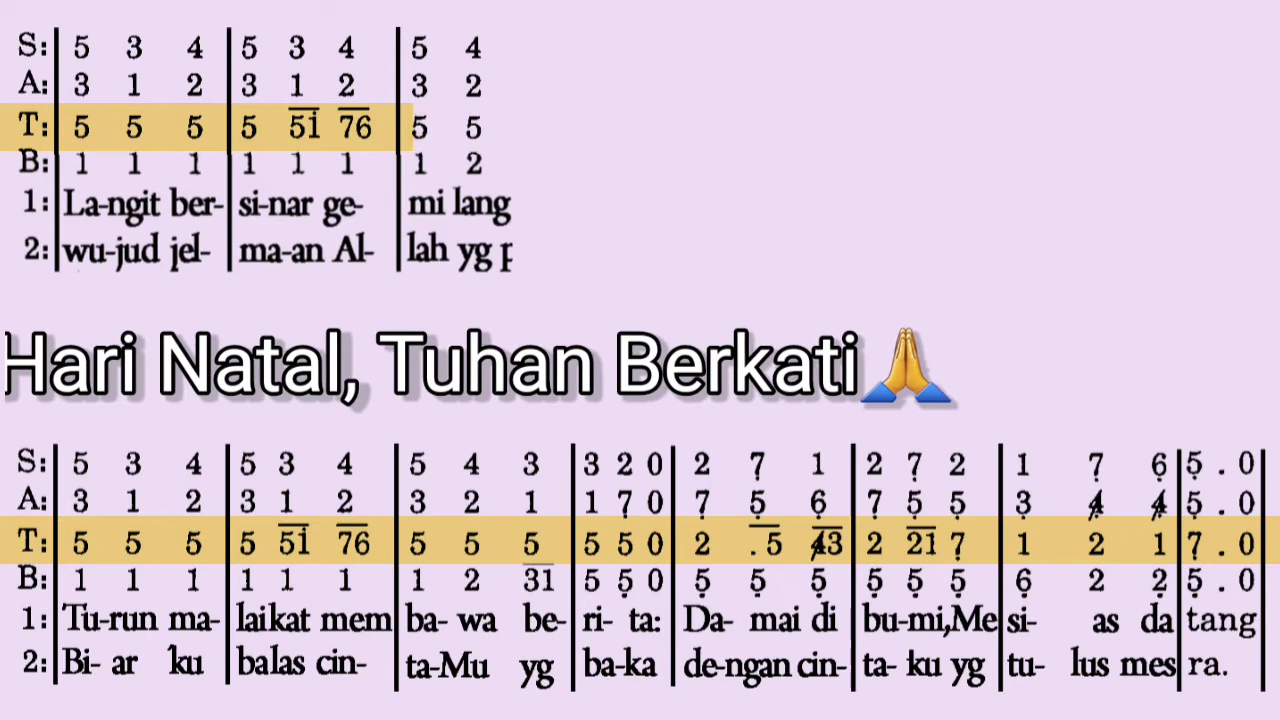 S: 5 3 4 | 5 3 4 | 5 4
A: 3 1 2 | 3 1 2 | 3 2
T: 5 5 5 | 5 51̇ 76 | 5 5
B: 1 1 1 | 1 1 1 | 1 2
1: La-ngit ber- si-nar ge- mi lang
2: wu-jud jel- ma-an Al- lah yg
Hari Natal, Tuhan Berkati🙏
S: 5 3 4 | 5 3 4 | 5 4 3 | 3 2 0 | 2 7̣ 1 | 2 7̣ 2 | 1 7̣ 6̣ | 5̣ . 0
A: 3 1 2 | 3 1 2 | 3 2 1 | 1 7̣ 0 | 7̣ 5̣ 6̣ | 7̣ 5̣ 5̣ | 3̣ 4̸̣ 4̸̣ | 5̣ . 0
T: 5 5 5 | 5 51̇ 76 | 5 5 5 | 5 5 0 | 2 .5 4̸3 | 2 21 7̣ | 1 2 1 | 7̣ . 0
B: 1 1 1 | 1 1 1 | 1 2 31 | 5 5̣ 0 | 5̣ 5̣ 5̣ | 5̣ 5̣ 5̣ | 6̣ 2 2̣ | 5̣ . 0
1: Tu-run ma- laikat mem ba- wa be- ri- ta: Da- mai di bu-mi,Me si- as da tang
2: Bi- ar ku balas cin- ta-Mu yg ba-ka de-ngan cin- ta- ku yg tu- lus mes ra.